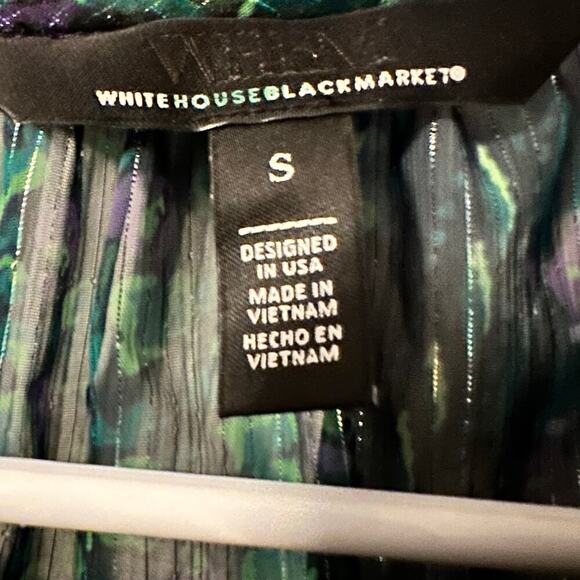 WHITEHOUSEBLACKMARKET®
S
DESIGNED
IN USA
MADE IN
VIETNAM
HECHO EN
VIETNAM